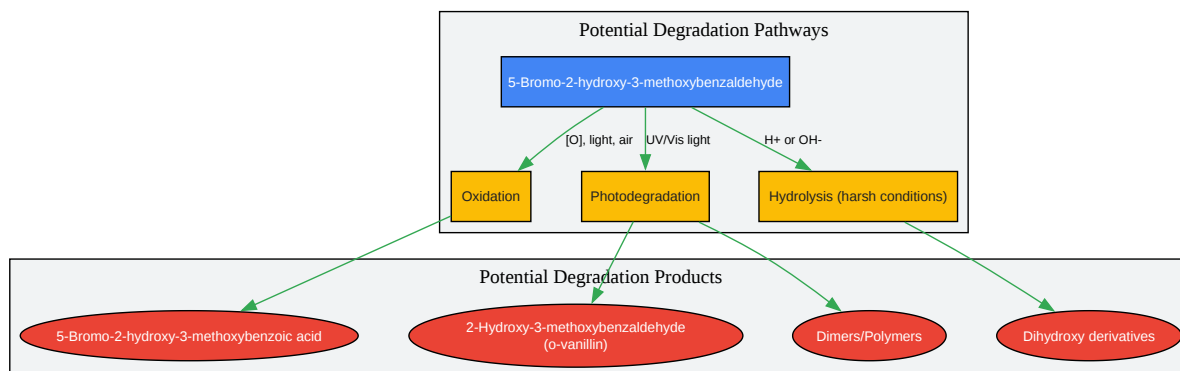 Potential Degradation Pathways
5-Bromo-2-hydroxy-3-methoxybenzaldehyde
[O], light, air
UV/Vis light
H+ or OH-
Oxidation
Photodegradation
Hydrolysis (harsh conditions)
Potential Degradation Products
5-Bromo-2-hydroxy-3-methoxybenzoic acid
2-Hydroxy-3-methoxybenzaldehyde
(o-vanillin)
Dimers/Polymers
Dihydroxy derivatives